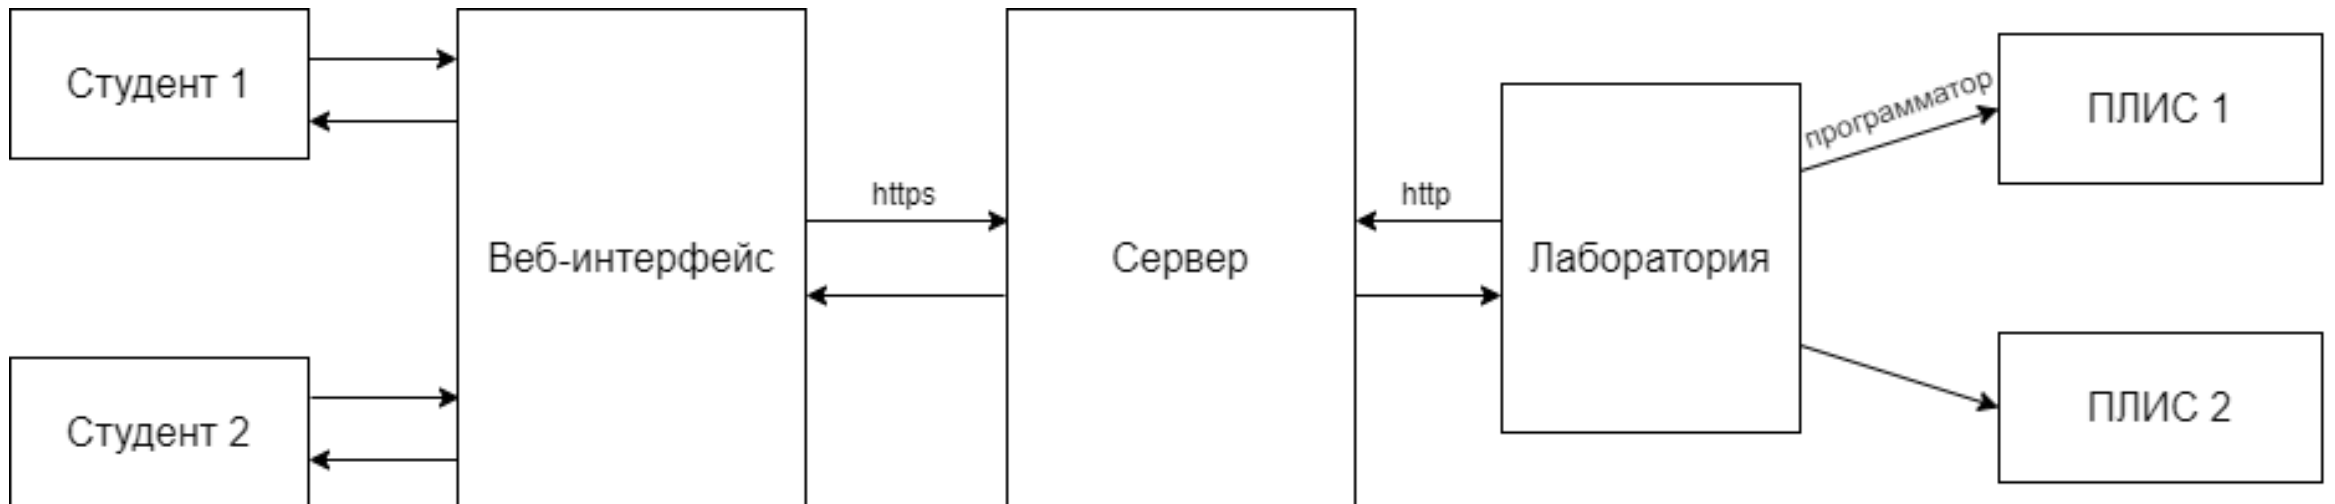 Студент 1
Студент 2
Веб-интерфейс
https
Сервер
http
Лаборатория
программатор
ПЛИС 1
ПЛИС 2